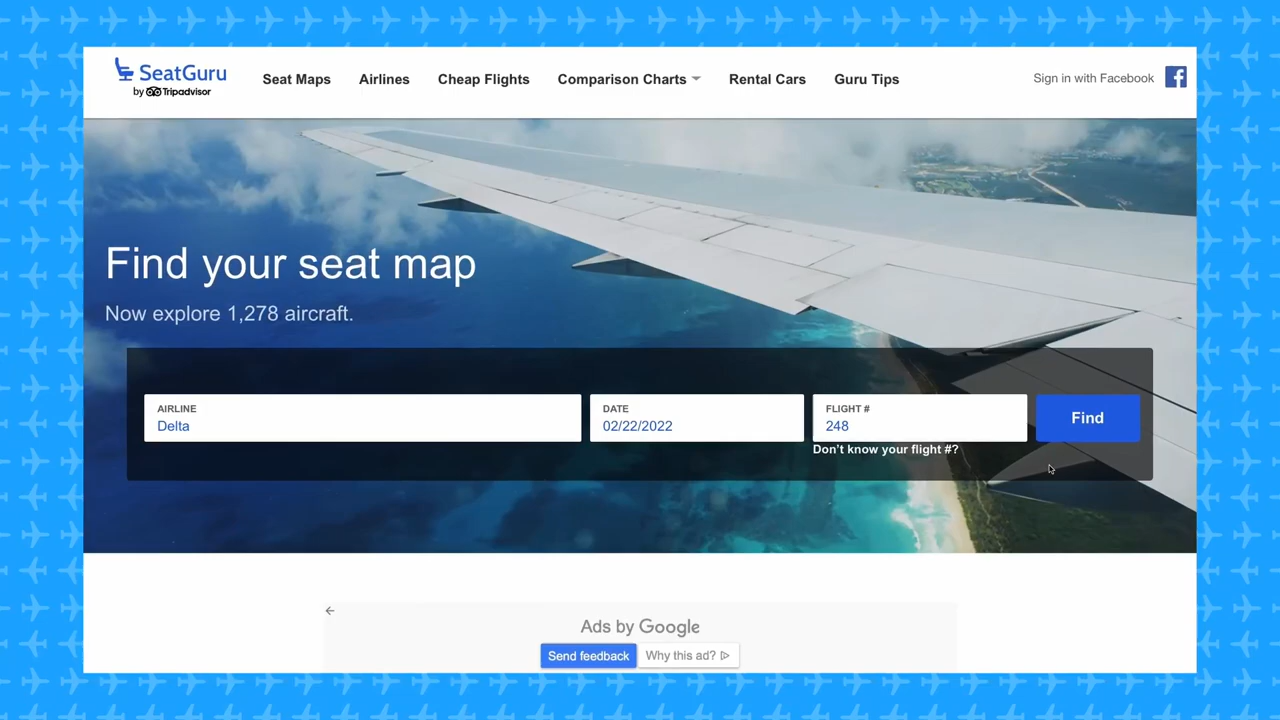 SeatGuru
by Tripadvisor
Seat Maps
Airlines
Cheap Flights
Comparison Charts
Rental Cars
Guru Tips
Sign in with Facebook
Find your seat map
Now explore 1,278 aircraft.
AIRLINE
Delta
DATE
02/22/2022
FLIGHT #
248
Find
Don't know your flight #?
Ads by Google
Send feedback
Why this ad?